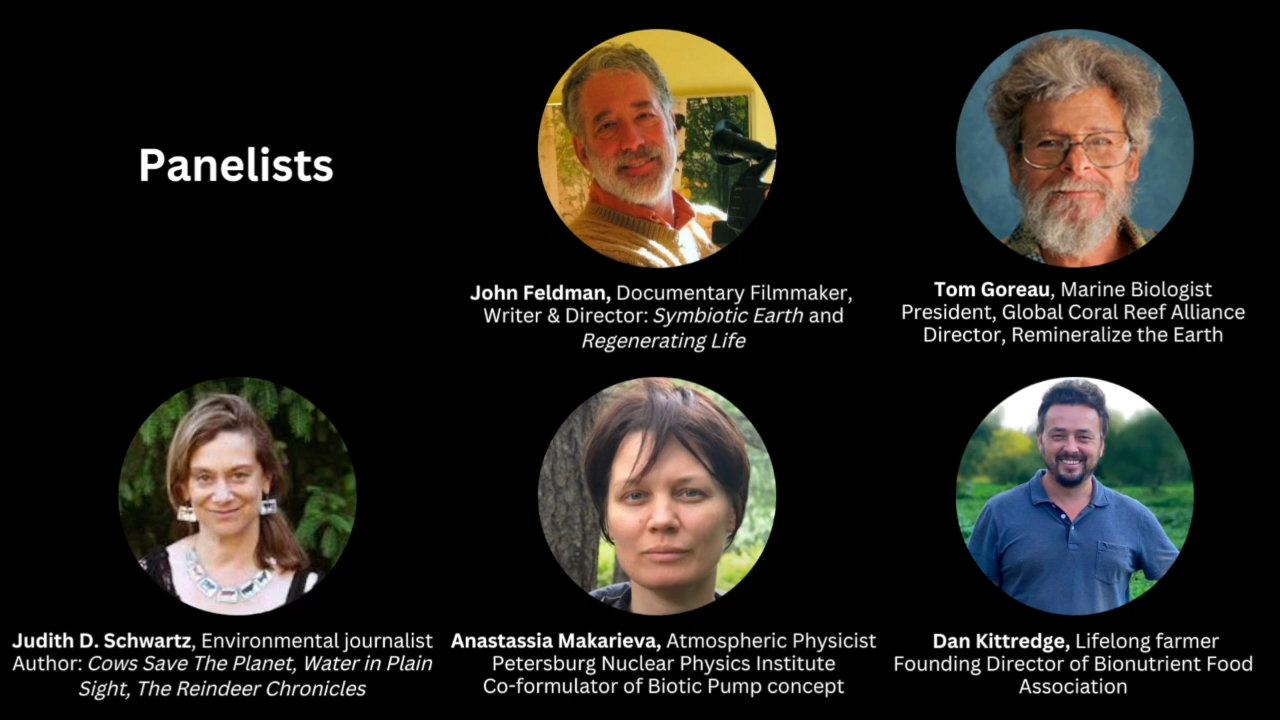 Panelists
John Feldman, Documentary Filmmaker,
Writer & Director: Symbiotic Earth and
Regenerating Life
Tom Goreau, Marine Biologist
President, Global Coral Reef Alliance
Director, Remineralize the Earth
Judith D. Schwartz, Environmental journalist
Author: Cows Save The Planet, Water in Plain
Sight, The Reindeer Chronicles
Anastassia Makarieva, Atmospheric Physicist
Petersburg Nuclear Physics Institute
Co-formulator of Biotic Pump concept
Dan Kittredge, Lifelong farmer
Founding Director of Bionutrient Food
Association